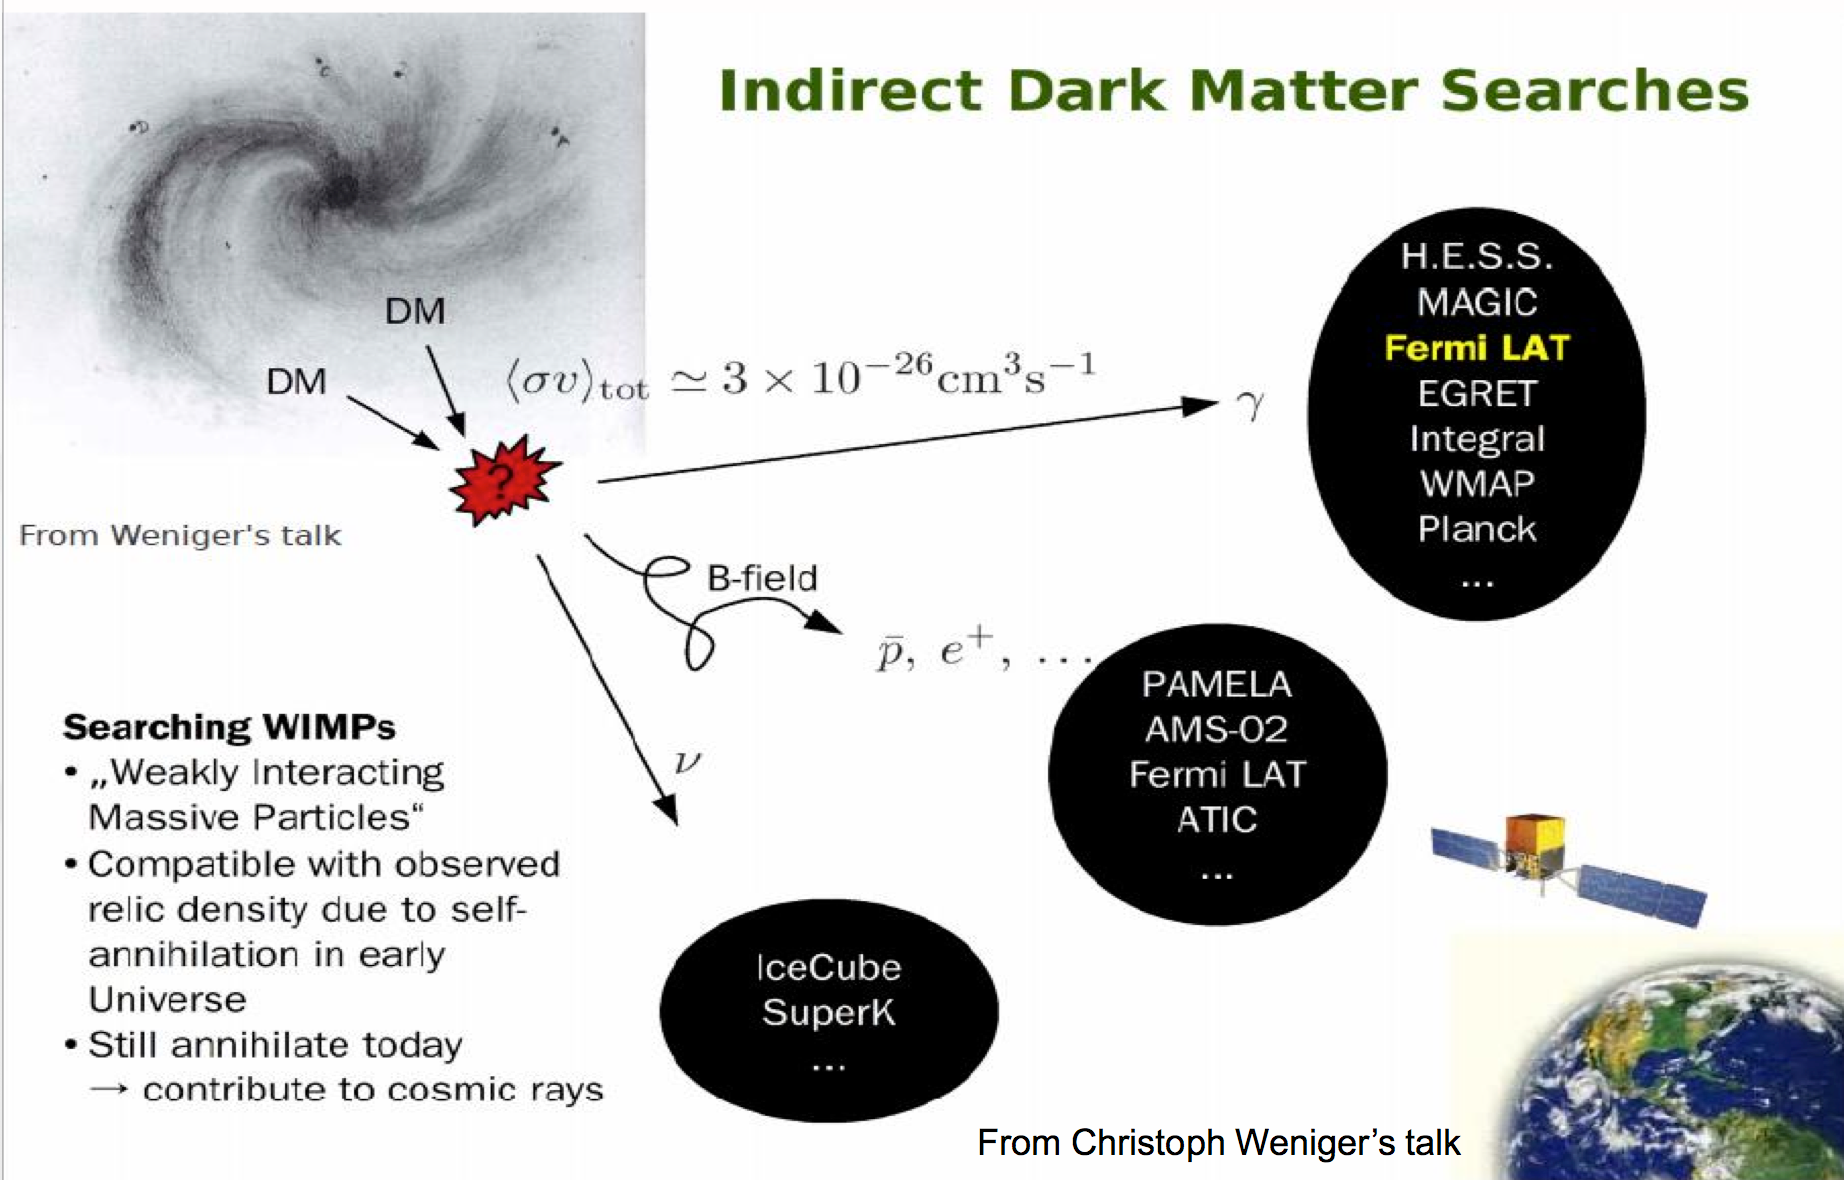 Indirect Dark Matter Searches
DM
DM
⟨σv⟩tot ≃ 3 × 10⁻²⁶cm³s⁻¹
γ
H.E.S.S.
MAGIC
Fermi LAT
EGRET
Integral
WMAP
Planck
...
?
From Weniger's talk
B-field
p̄, e⁺, ...
PAMELA
AMS-02
Fermi LAT
ATIC
...
ν
IceCube
SuperK
...
Searching WIMPs
• „Weakly Interacting
Massive Particles“
• Compatible with observed
relic density due to self-
annihilation in early
Universe
• Still annihilate today
→ contribute to cosmic rays
From Christoph Weniger’s talk